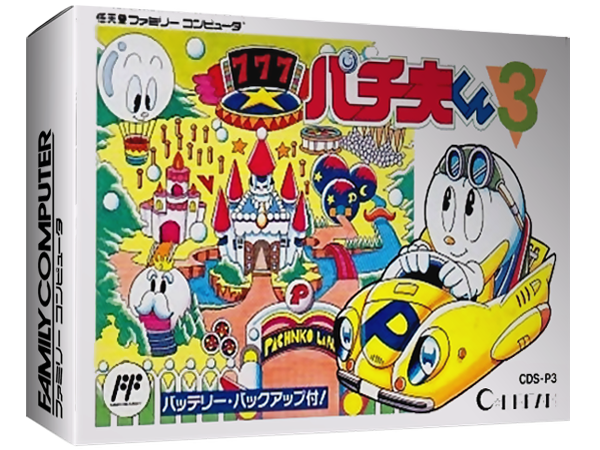 任天堂 ファミリー コンピュータ™
777
パチ夫くん3
P
PACHINKO LAND
P
バッテリー・バックアップ付!
CDS-P3
FAMILY COMPUTER
ファミリー コンピュータ